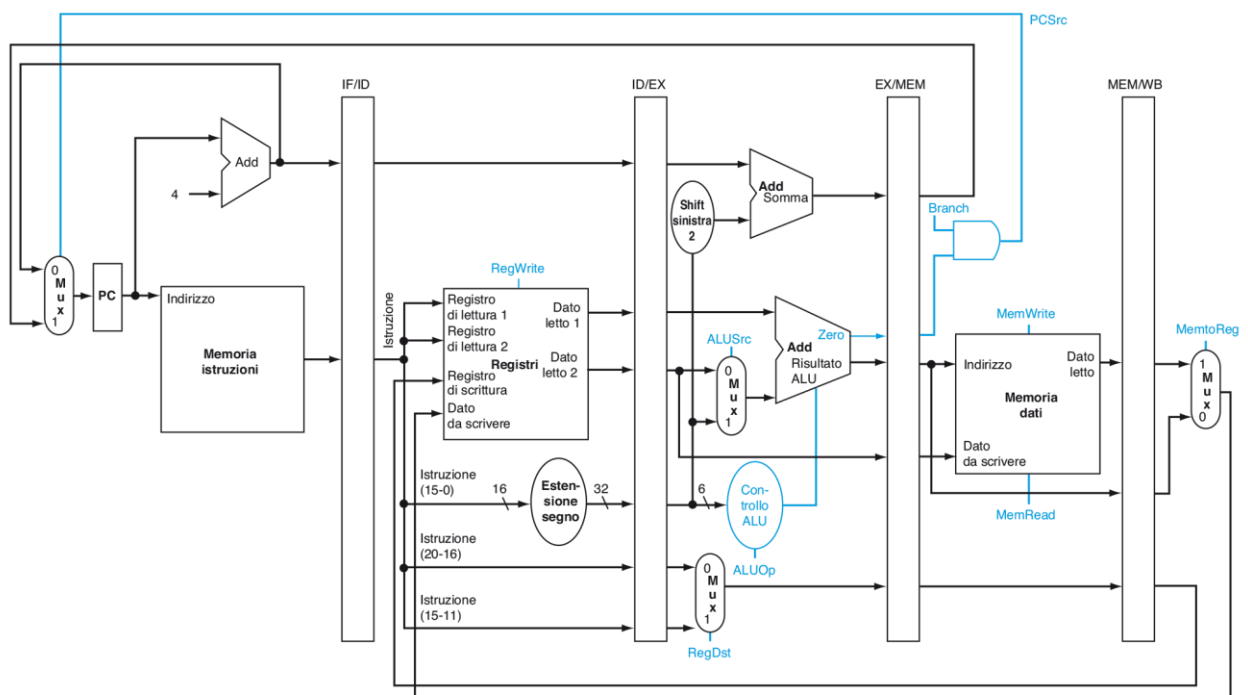 PCSrc
IF/ID
ID/EX
EX/MEM
MEM/WB
Add
4
Shift
sinistra
2
Add
Somma
Branch
0
Mux
1
PC
Indirizzo
Memoria
istruzioni
Istruzione
RegWrite
Registro
di lettura 1
Registro
di lettura 2
Registro
di scrittura
Dato
da scrivere
Registri
Dato
letto 1
Dato
letto 2
ALUSrc
0
Mux
1
Add
Zero
Risultato
ALU
MemWrite
Indirizzo
Dato
letto
Memoria
dati
Dato
da scrivere
MemRead
MemtoReg
1
Mux
0
Istruzione
(15-0)
16
Esten-
sione
segno
32
6
Con-
trollo
ALU
ALUOp
Istruzione
(20-16)
Istruzione
(15-11)
0
Mux
1
RegDst